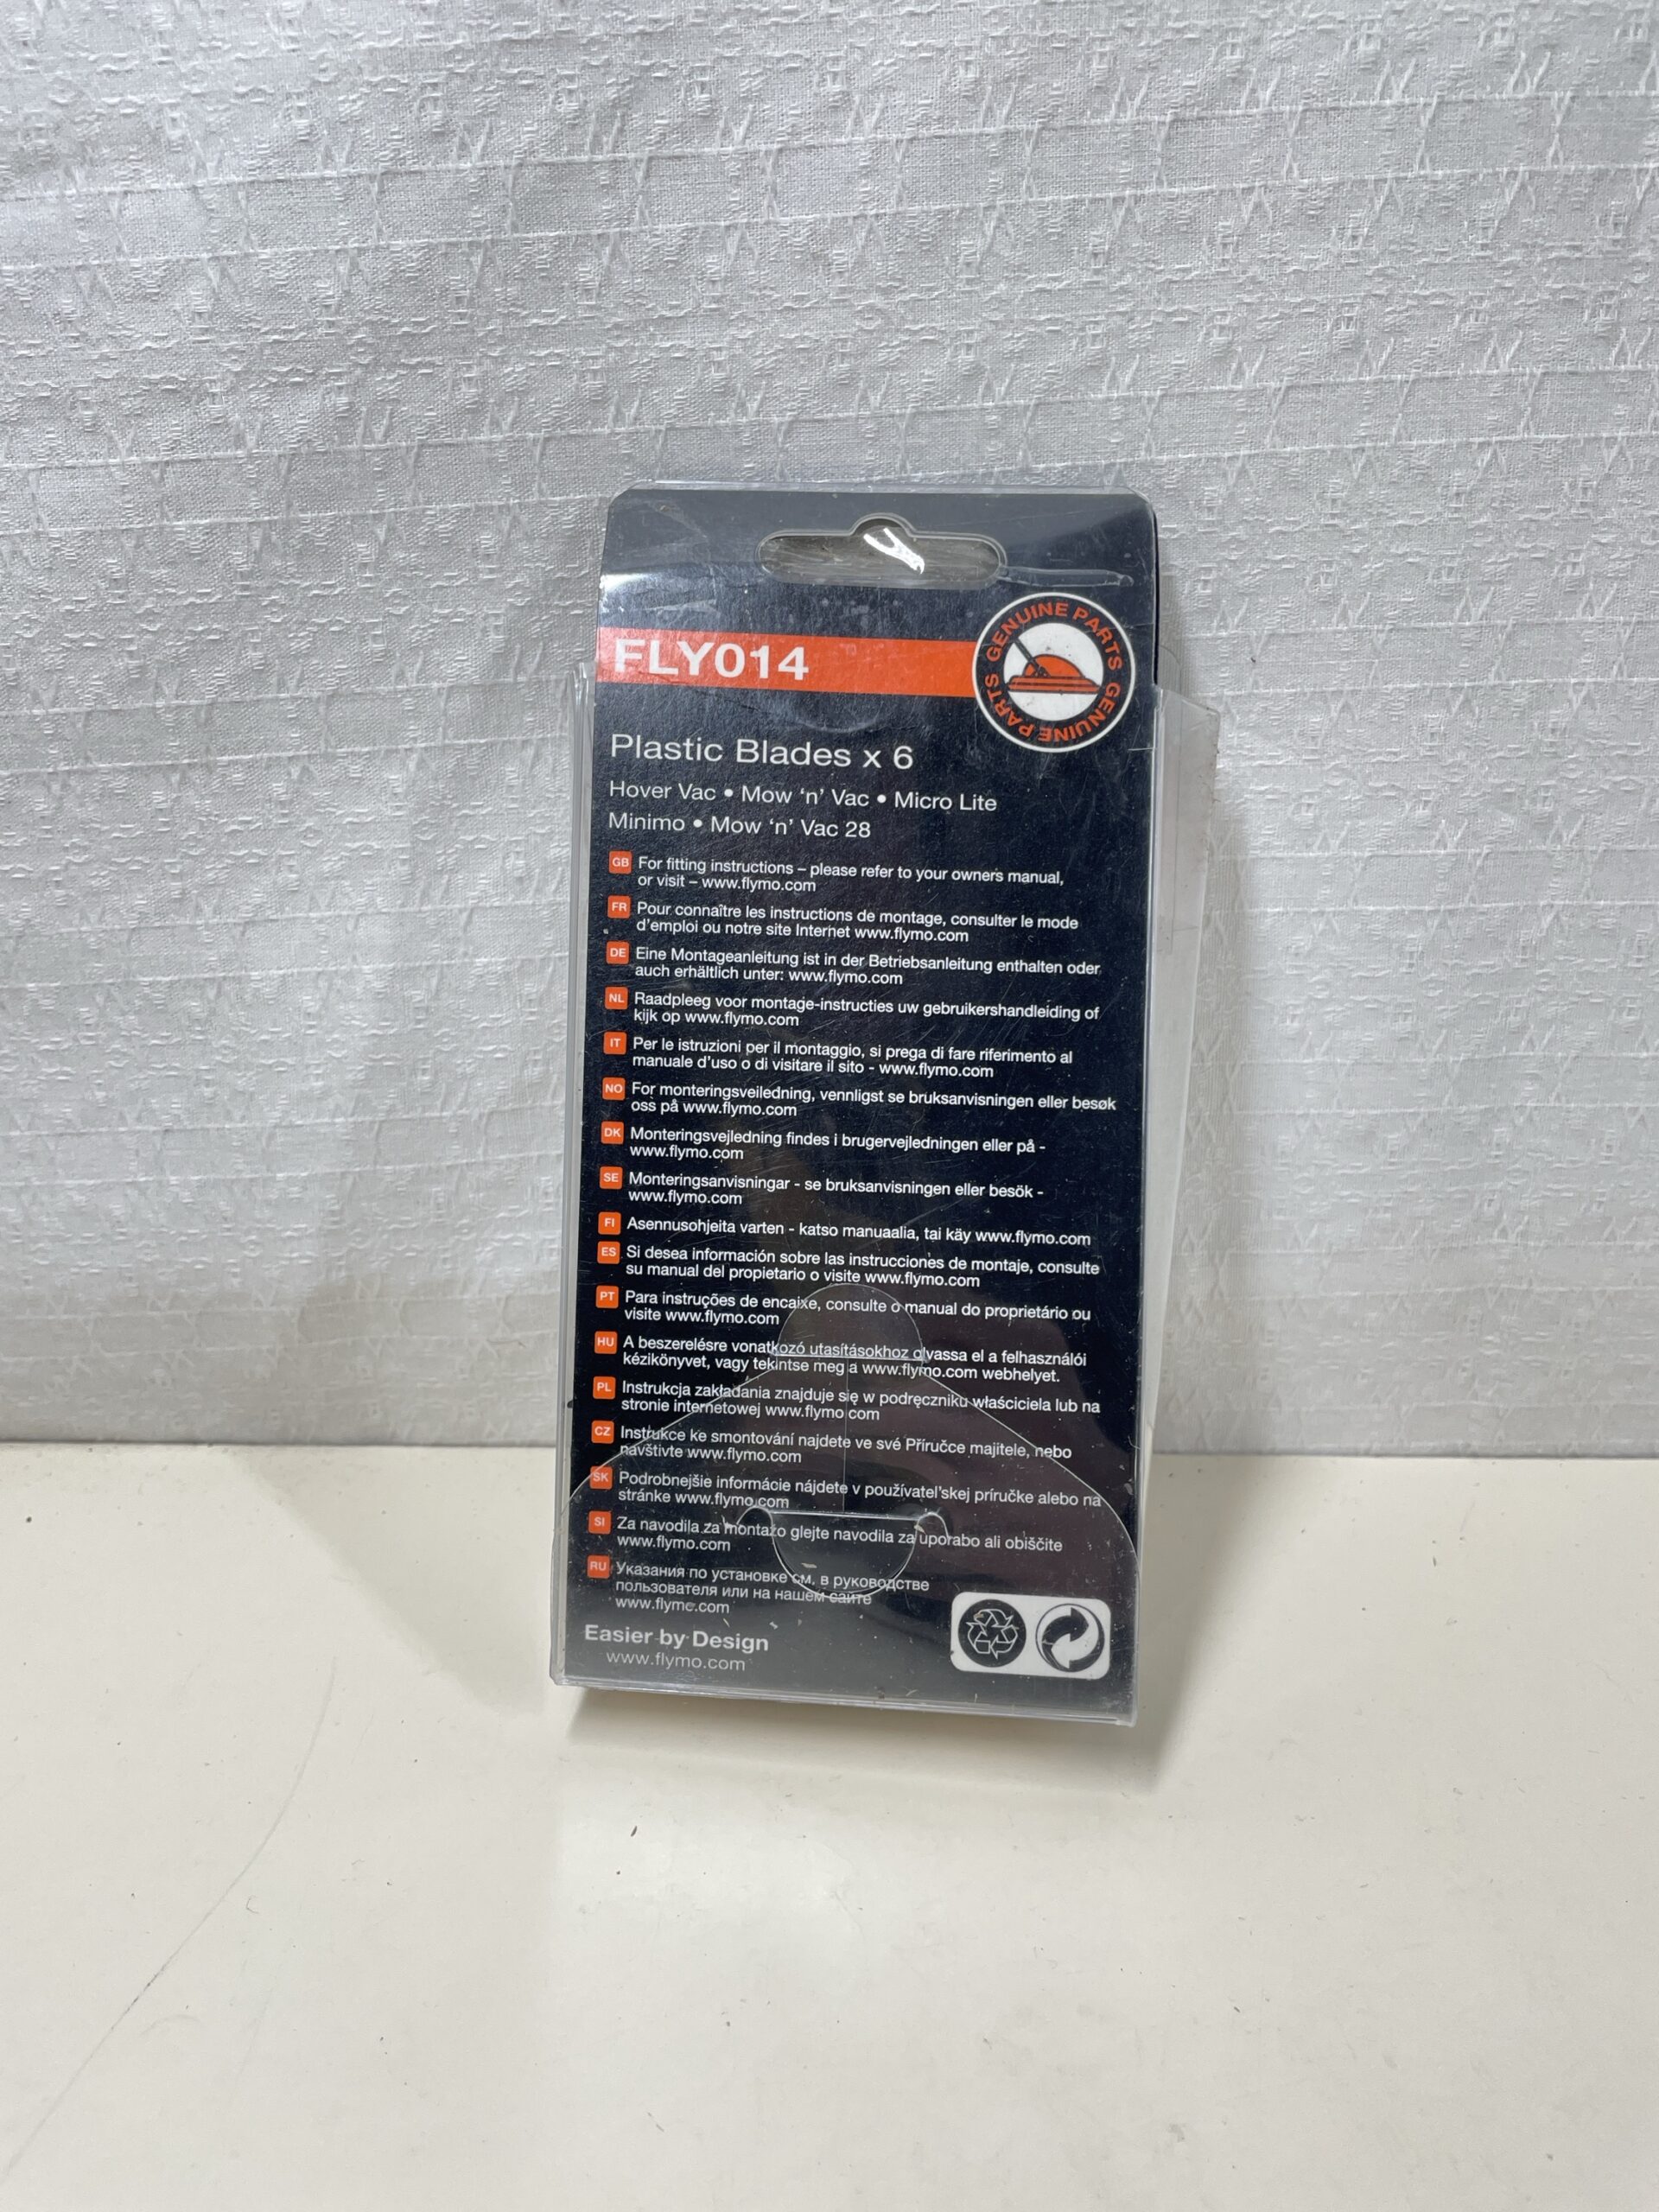 FLY014
GENUINE PARTS GENUINE PARTS
Plastic Blades x 6
Hover Vac • Mow ‘n’ Vac • Micro Lite
Minimo • Mow ‘n’ Vac 28
GB For fitting instructions – please refer to your owners manual,
or visit – www.flymo.com
FR Pour connaître les instructions de montage, consulter le mode
d’emploi ou notre site Internet www.flymo.com
DE Eine Montageanleitung ist in der Betriebsanleitung enthalten oder
auch erhältlich unter: www.flymo.com
NL Raadpleeg voor montage-instructies uw gebruikershandleiding of
kijk op www.flymo.com
IT Per le istruzioni per il montaggio, si prega di fare riferimento al
manuale d’uso o di visitare il sito - www.flymo.com
NO For monteringsveiledning, vennligst se bruksanvisningen eller besøk
oss på www.flymo.com
DK Monteringsvejledning findes i brugervejledningen eller på -
www.flymo.com
SE Monteringsanvisningar - se bruksanvisningen eller besök -
www.flymo.com
FI Asennusohjeita varten - katso manuaalia, tai käy www.flymo.com
ES Si desea información sobre las instrucciones de montaje, consulte
su manual del propietario o visite www.flymo.com
PT Para instruções de encaixe, consulte o manual do proprietário ou
visite www.flymo.com
HU A beszerelésre vonatkozó utasításokhoz olvassa el a felhasználói
kézikönyvet, vagy tekintse meg a www.flymo.com webhelyet.
PL Instrukcja zakładania znajduje się w podręczniku właściciela lub na
stronie internetowej www.flymo.com
CZ Instrukce ke smontování najdete ve své Příručce majitele, nebo
navštivte www.flymo.com
SK Podrobnejšie informácie nájdete v používateľskej príručke alebo na
stránke www.flymo.com
SI Za navodila za montažo glejte navodila za uporabo ali obiščite
www.flymo.com
RU Указания по установке см. в руководстве
пользователя или на нашем сайте
www.flymo.com
Easier by Design
www.flymo.com